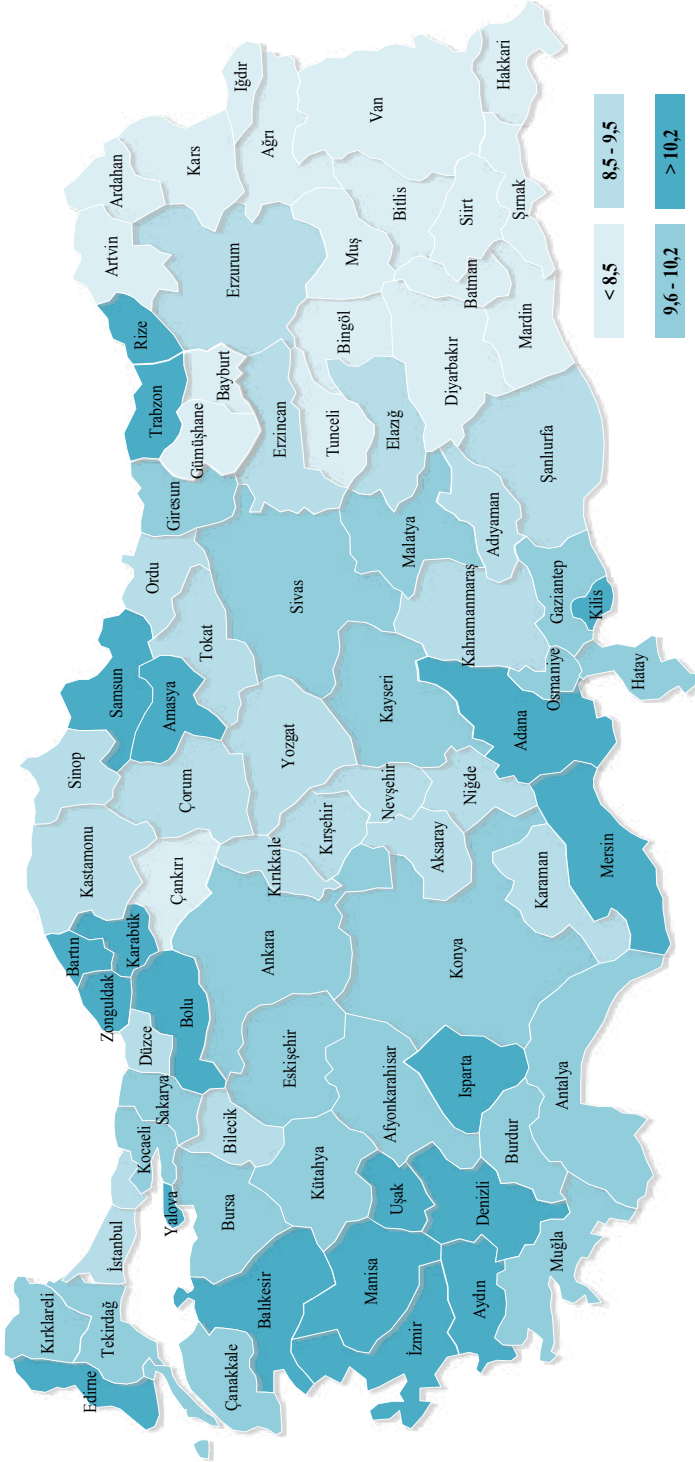 Edirne
Kırklareli
Tekirdağ
İstanbul
Çanakkale
Balıkesir
Bursa
Yalova
Kocaeli
Sakarya
Düzce
Bolu
Zonguldak
Bartın
Karabük
Kastamonu
Sinop
Çankırı
Çorum
Samsun
Amasya
Tokat
Ordu
Giresun
Trabzon
Rize
Artvin
Ardahan
Gümüşhane
Bayburt
Erzurum
Kars
Iğdır
Ağrı
Bilecik
Eskişehir
Ankara
Kırıkkale
Kırşehir
Yozgat
Sivas
Erzincan
Tunceli
Bingöl
Muş
Bitlis
Van
Hakkari
İzmir
Manisa
Uşak
Kütahya
Afyonkarahisar
Konya
Aksaray
Nevşehir
Niğde
Kayseri
Malatya
Elazığ
Diyarbakır
Batman
Siirt
Şırnak
Mardin
Aydın
Denizli
Muğla
Burdur
Isparta
Antalya
Karaman
Mersin
Adana
Kahramanmaraş
Osmaniye
Hatay
Gaziantep
Kilis
Adıyaman
Şanlıurfa
< 8,5
8,5 - 9,5
9,6 - 10,2
> 10,2